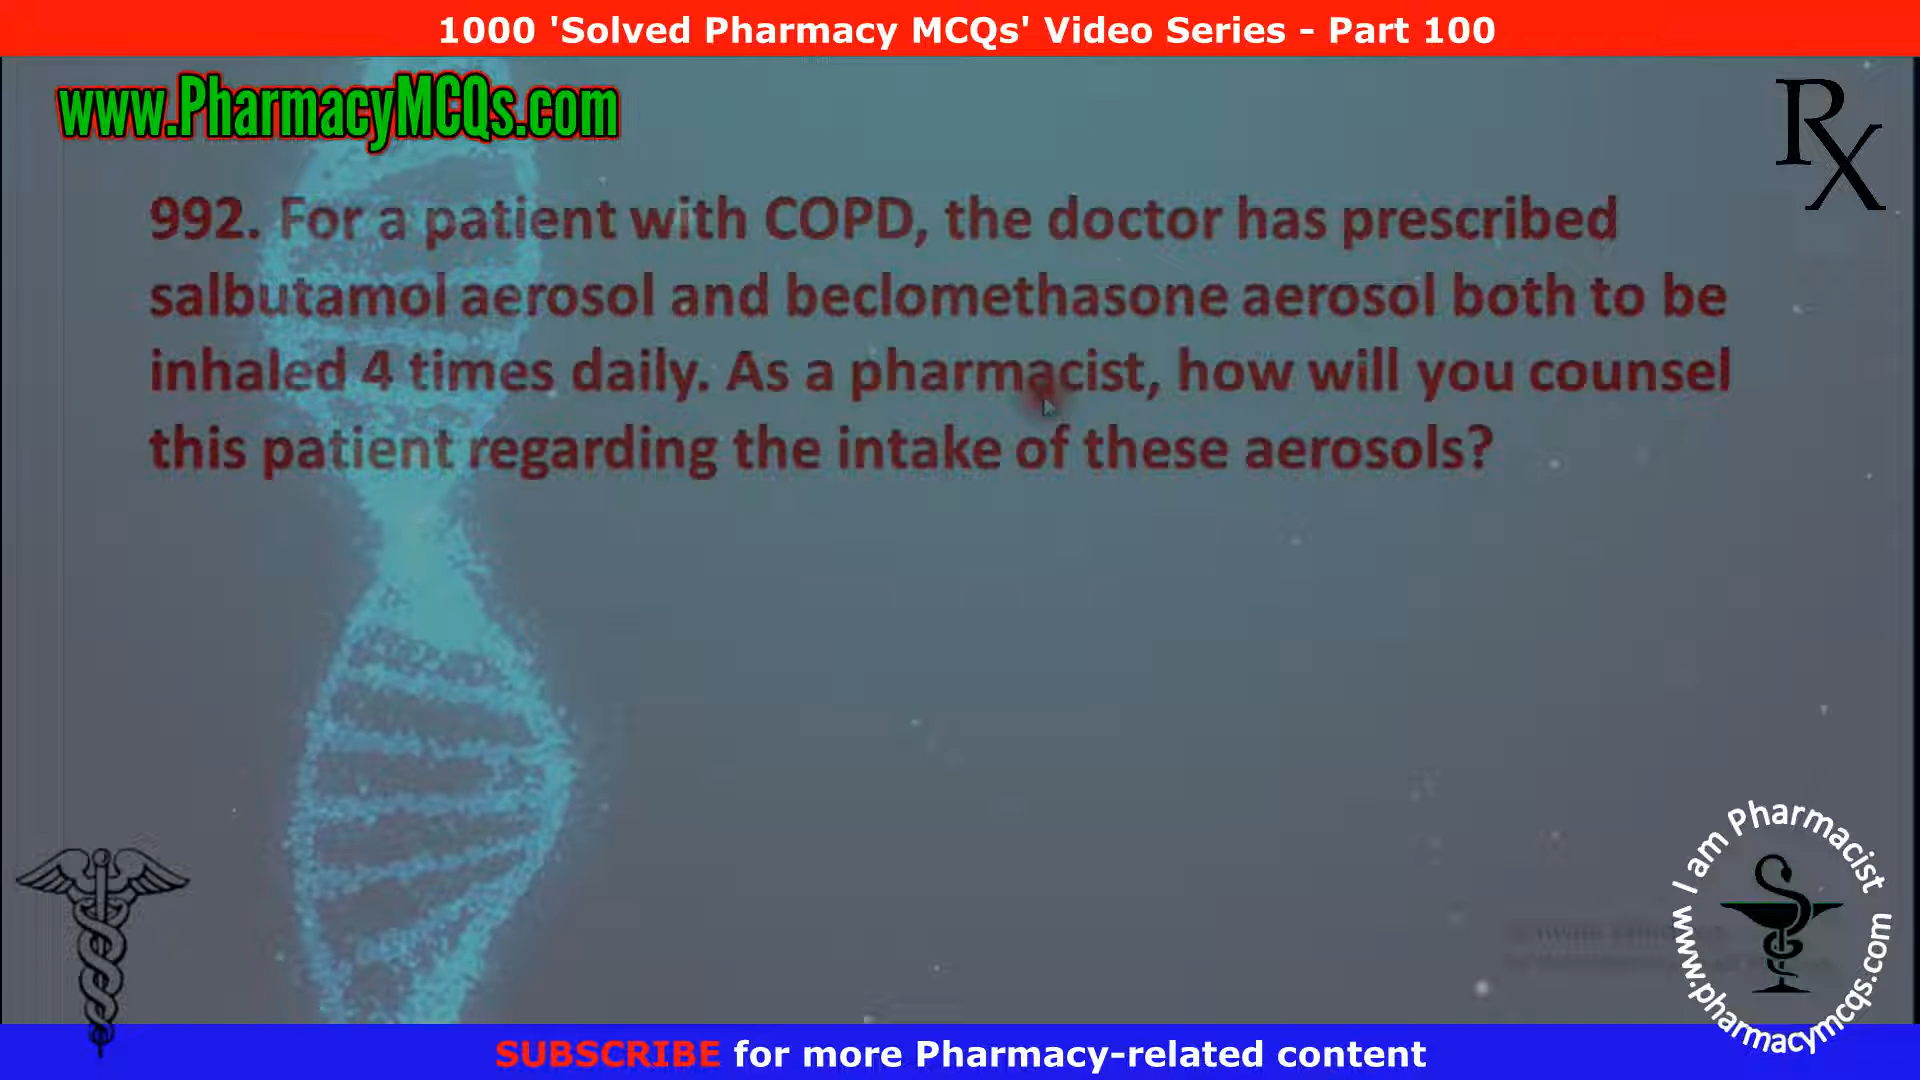 1000 'Solved Pharmacy MCQs' Video Series - Part 100
www.PharmacyMCQs.com
RX
992. For a patient with COPD, the doctor has prescribed
salbutamol aerosol and beclomethasone aerosol both to be
inhaled 4 times daily. As a pharmacist, how will you counsel
this patient regarding the intake of these aerosols?
I am Pharmacist
www.pharmacymcqs.com
SUBSCRIBE for more Pharmacy-related content